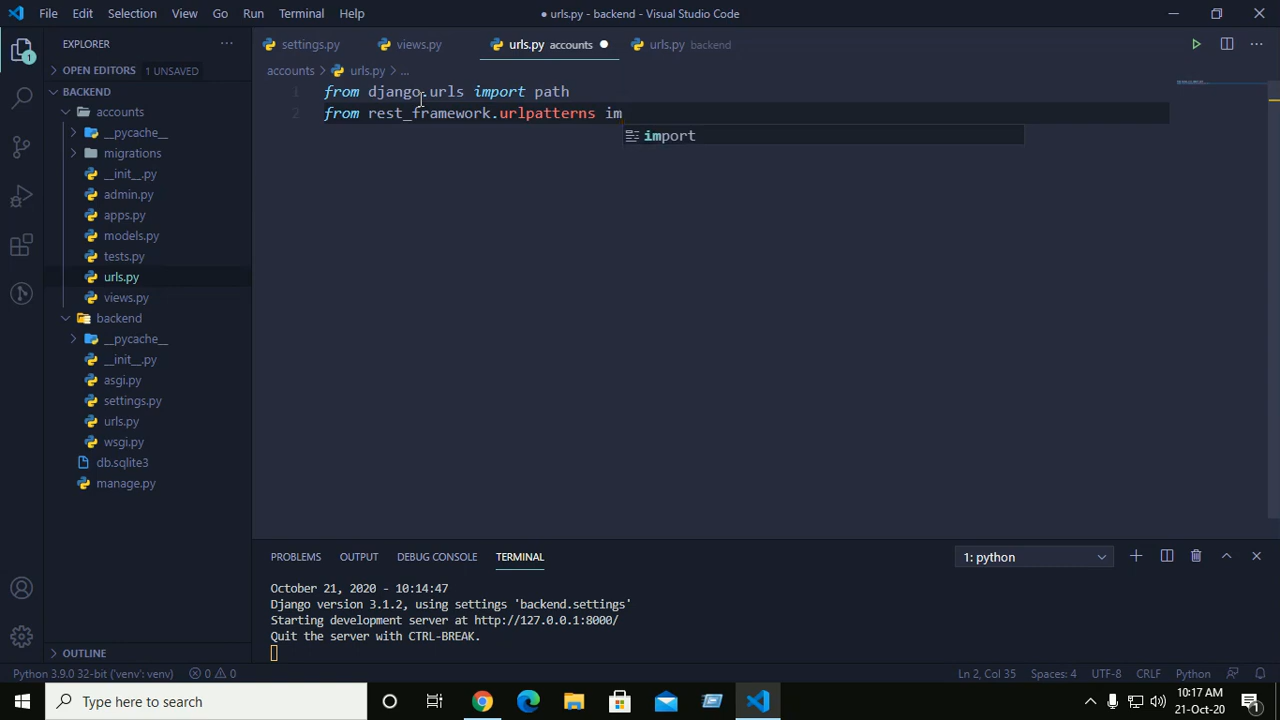 File Edit Selection View Go Run Terminal Help
● urls.py - backend - Visual Studio Code
EXPLORER
settings.py
views.py
urls.py accounts
urls.py backend
OPEN EDITORS 1 UNSAVED
accounts > urls.py > ...
BACKEND
accounts
__pycache__
migrations
__init__.py
admin.py
apps.py
models.py
tests.py
urls.py
views.py
backend
__pycache__
__init__.py
asgi.py
settings.py
urls.py
wsgi.py
db.sqlite3
manage.py
OUTLINE
1 from django.urls import path
2 from rest_framework.urlpatterns im
import
PROBLEMS OUTPUT DEBUG CONSOLE TERMINAL
1: python
October 21, 2020 - 10:14:47
Django version 3.1.2, using settings 'backend.settings'
Starting development server at http://127.0.0.1:8000/
Quit the server with CTRL-BREAK.
1
Python 3.9.0 32-bit ('venv': venv) 0 0
Ln 2, Col 35 Spaces: 4 UTF-8 CRLF Python
Type here to search
10:17 AM
21-Oct-20
1